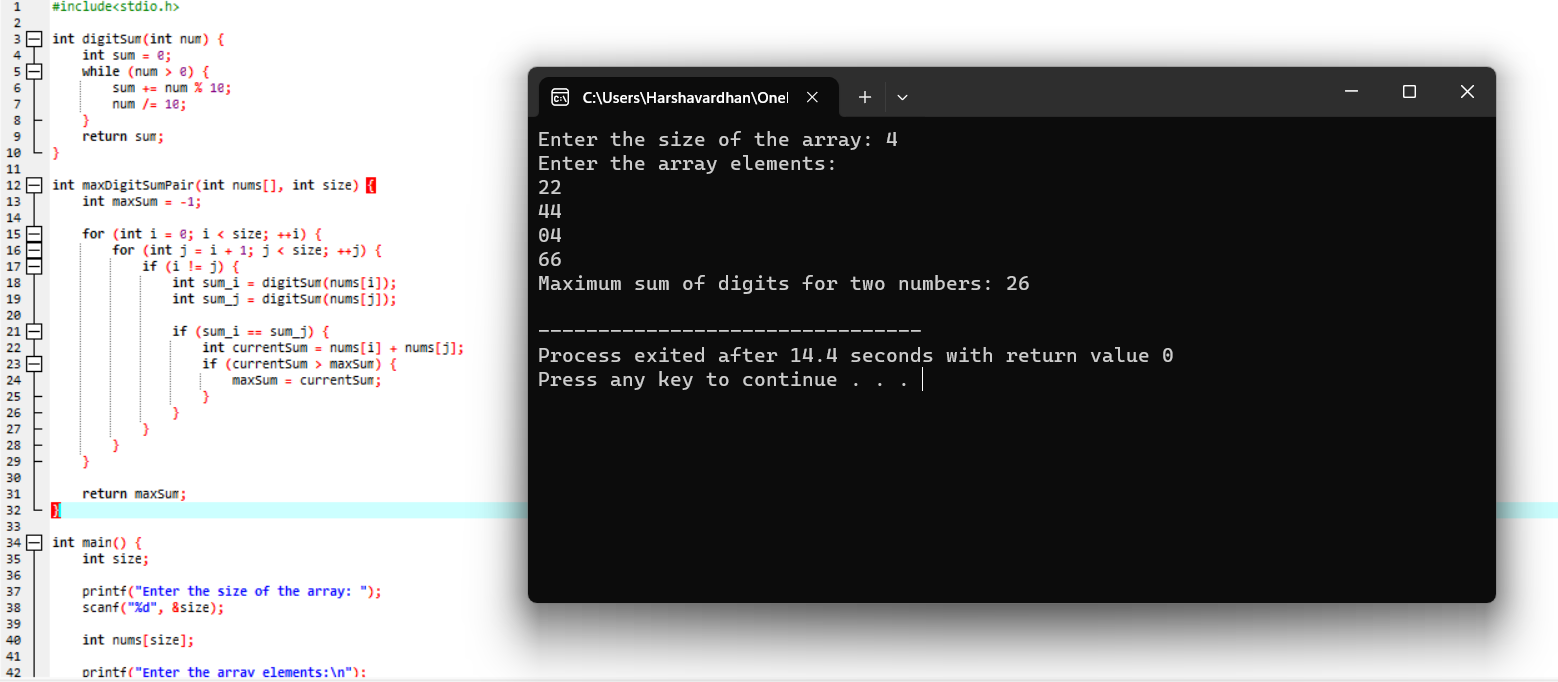 1 #include<stdio.h>
2
3 int digitSum(int num) {
4 int sum = 0;
5 while (num > 0) {
6 sum += num % 10;
7 num /= 10;
8 }
9 return sum;
10 }
11
12 int maxDigitSumPair(int nums[], int size) {
13 int maxSum = -1;
14
15 for (int i = 0; i < size; ++i) {
16 for (int j = i + 1; j < size; ++j) {
17 if (i != j) {
18 int sum_i = digitSum(nums[i]);
19 int sum_j = digitSum(nums[j]);
20
21 if (sum_i == sum_j) {
22 int currentSum = nums[i] + nums[j];
23 if (currentSum > maxSum) {
24 maxSum = currentSum;
25 }
26 }
27 }
28 }
29 }
30
31 return maxSum;
32 }
33
34 int main() {
35 int size;
36
37 printf("Enter the size of the array: ");
38 scanf("%d", &size);
39
40 int nums[size];
41
42 printf("Enter the array elements:\n");
C:\Users\Harshavardhan\Onel
Enter the size of the array: 4
Enter the array elements:
22
44
04
66
Maximum sum of digits for two numbers: 26
--------------------------------
Process exited after 14.4 seconds with return value 0
Press any key to continue . . .